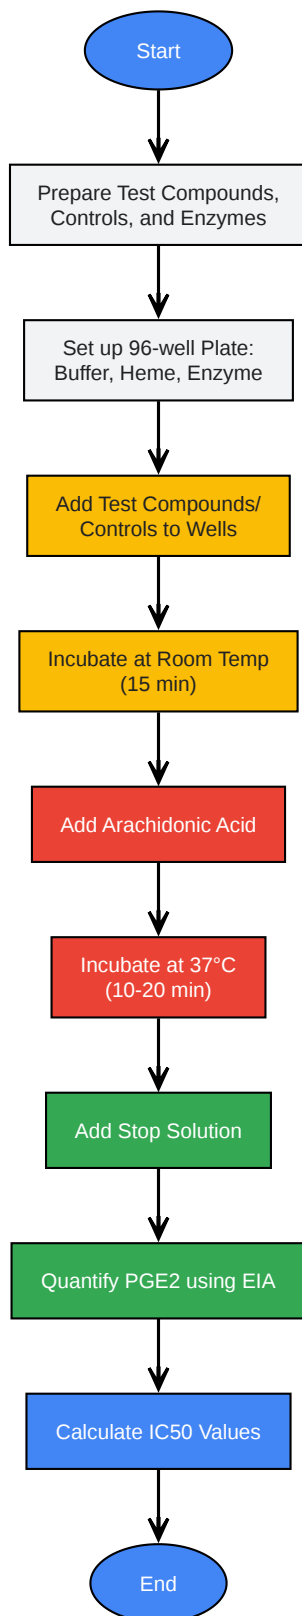 Start
Prepare Test Compounds,
Controls, and Enzymes
Set up 96-well Plate:
Buffer, Heme, Enzyme
Add Test Compounds/
Controls to Wells
Incubate at Room Temp
(15 min)
Add Arachidonic Acid
Incubate at 37°C
(10-20 min)
Add Stop Solution
Quantify PGE2 using EIA
Calculate IC50 Values
End